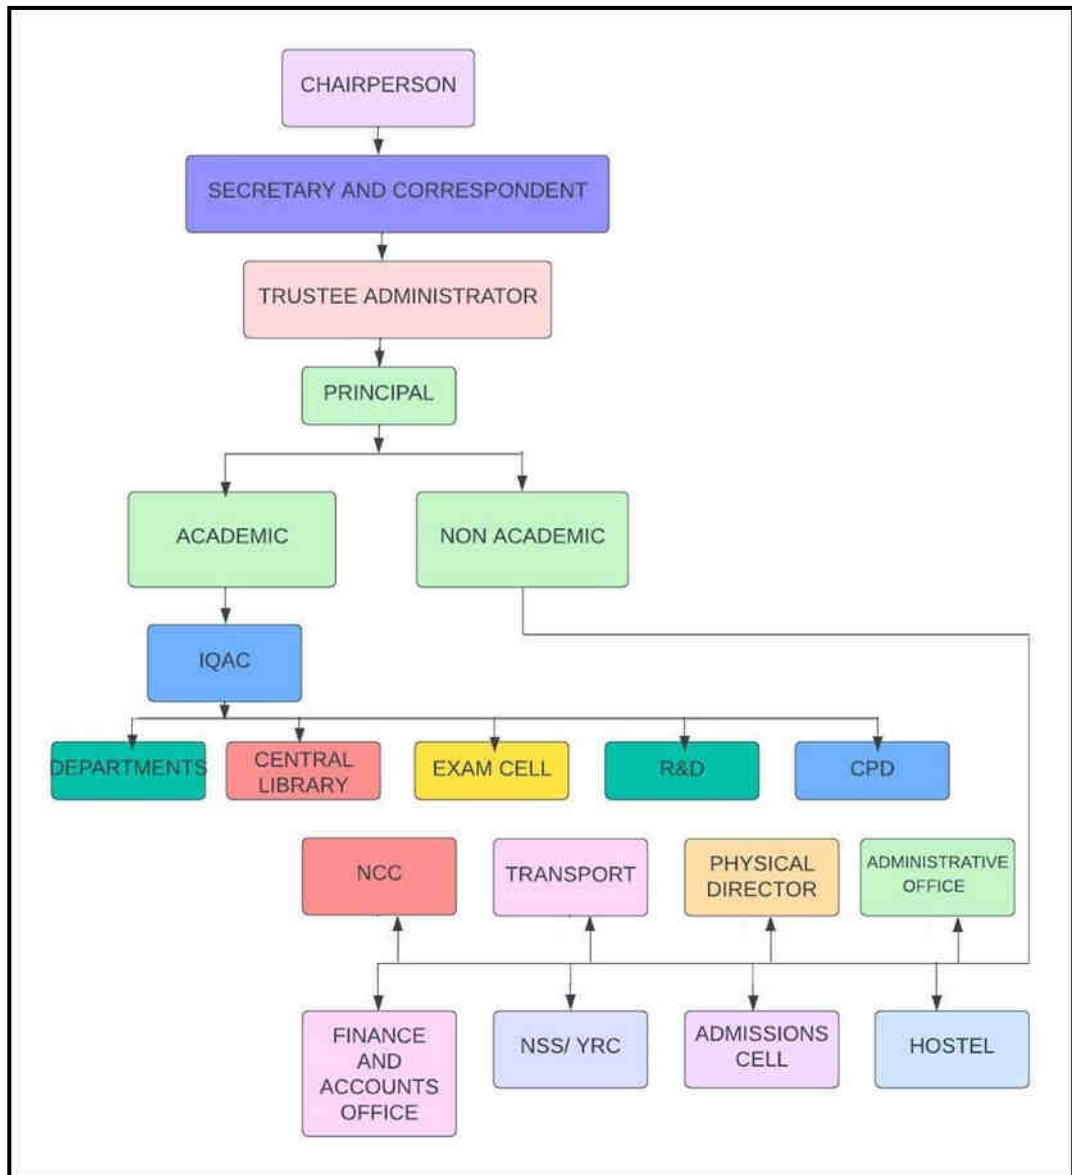 CHAIRPERSON
SECRETARY AND CORRESPONDENT
TRUSTEE ADMINISTRATOR
PRINCIPAL
ACADEMIC
NON ACADEMIC
IQAC
DEPARTMENTS
CENTRAL
LIBRARY
EXAM CELL
R&D
CPD
NCC
TRANSPORT
PHYSICAL
DIRECTOR
ADMINISTRATIVE
OFFICE
FINANCE
AND
ACCOUNTS
OFFICE
NSS/ YRC
ADMISSIONS
CELL
HOSTEL